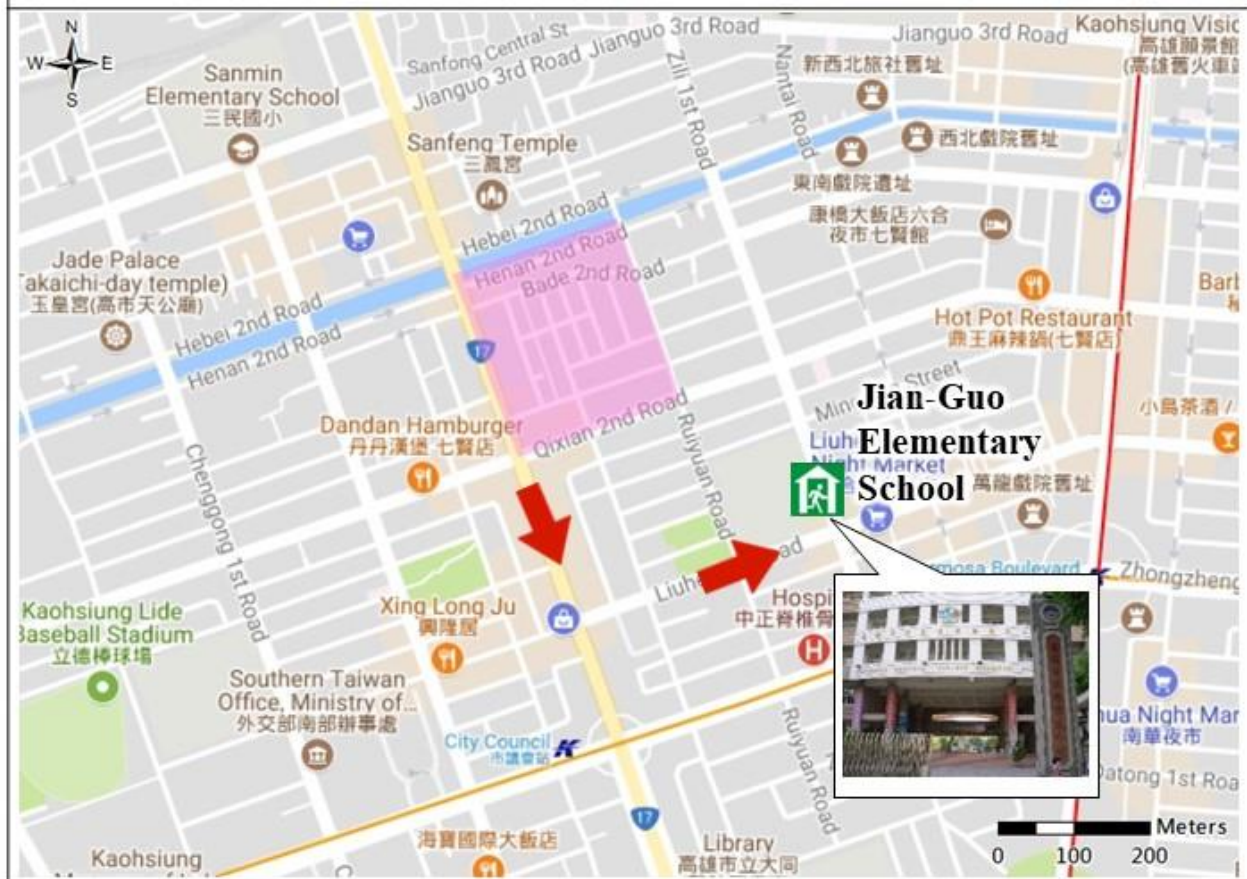 N
W E
S
Sanfong Central St
Jianguo 3rd Road
Jianguo 3rd Road
Jianguo 3rd Road
Zili 1st Road
Nantai Road
Kaohsiung
高雄願景館
(高雄舊火車
新西北旅社舊址
西北戲院舊址
東南戲院遺址
康橋大飯店六合
夜市七賢館
Sanmin
Elementary School
三民國小
Sanfeng Temple
三鳳宮
Hebei 2nd Road
Henan 2nd Road
Bade 2nd Road
Jade Palace
akaichi-day temple)
玉皇宮(高市天公廟)
Hebei 2nd Road
Henan 2nd Road
17
Hot Pot Restaurant
鼎王麻辣鍋(七賢店)
小鳥茶酒 /
Dandan Hamburger
丹丹漢堡 七賢店
Qixian 2nd Road
Ruiyuan Road
Chenggong 1st Road
Street
Jian-Guo
Elementary
School
Night Market
萬龍戲院舊址
Boulevard
Zhongzheng
Xing Long Ju
興隆居
Kaohsiung Lide
Baseball Stadium
立德棒球場
Southern Taiwan
Office, Ministry of...
外交部南部辦事處
City Council
市議會站
中正脊椎骨
H
Ruiyuan Road
南華夜市
Datong 1st Roa
17
海寶國際大飯店
Library
高雄市立大同
Kaohsiung
Meters
0 100 200